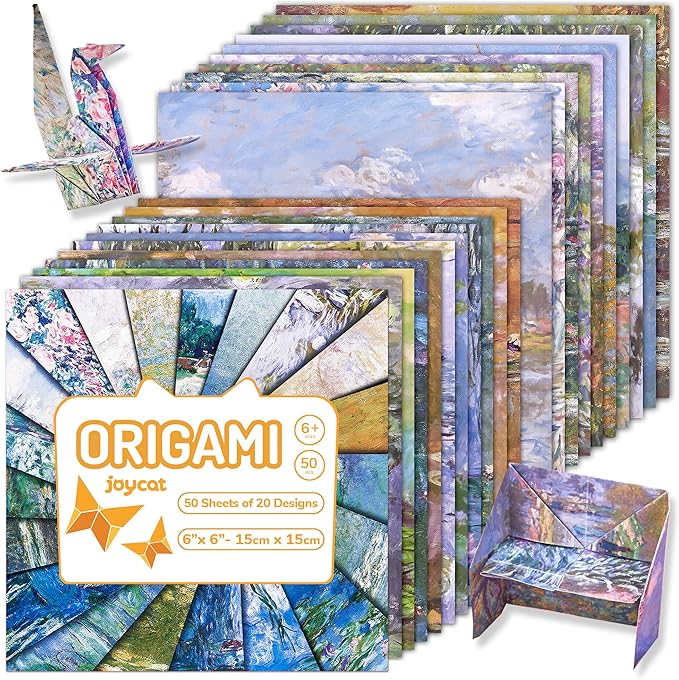 ORIGAMI
6+
AGES
joycat
50
PCS
50 Sheets of 20 Designs
6”x 6”- 15cm x 15cm